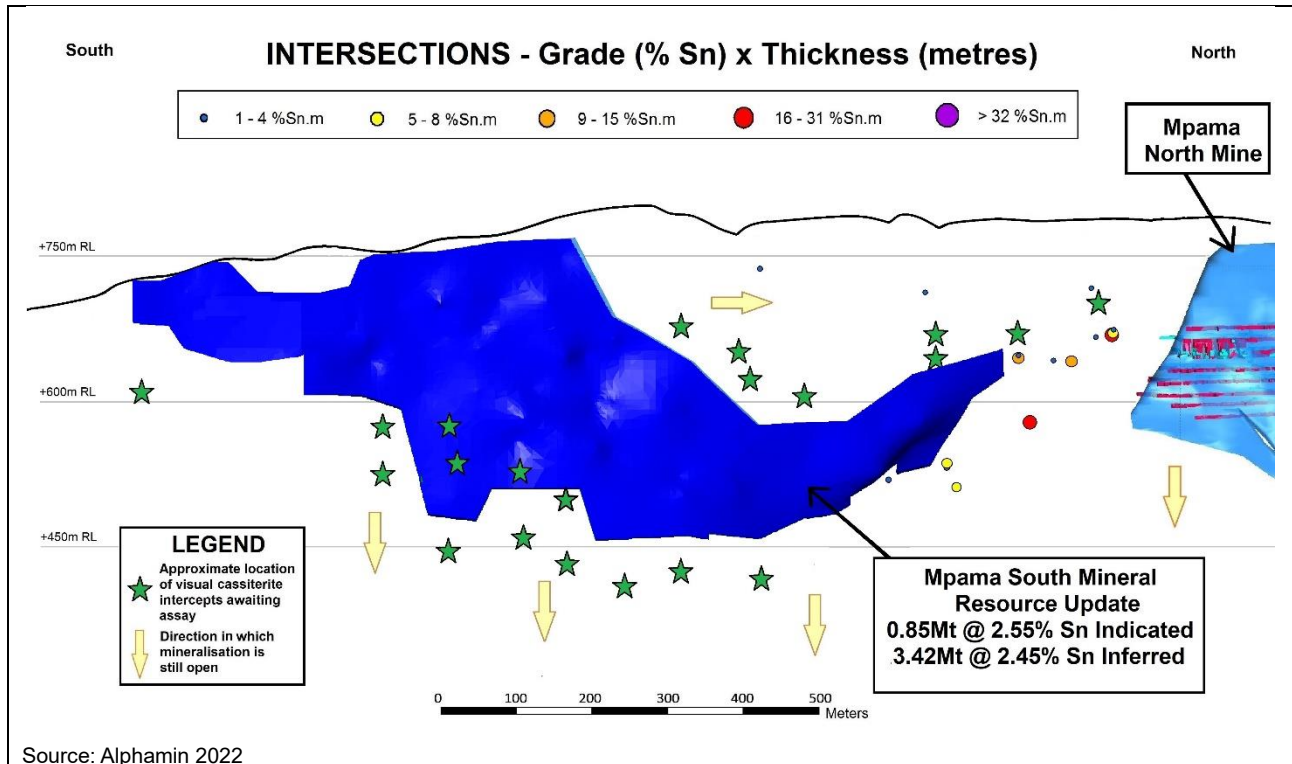 South
INTERSECTIONS - Grade (% Sn) x Thickness (metres)
North
1 - 4 %Sn.m
5 - 8 %Sn.m
9 - 15 %Sn.m
16 - 31 %Sn.m
> 32 %Sn.m
Mpama
North Mine
+750m RL
+600m RL
+450m RL
LEGEND
Approximate location
of visual cassiterite
intercepts awaiting
assay
Direction in which
mineralisation is
still open
Mpama South Mineral
Resource Update
0.85Mt @ 2.55% Sn Indicated
3.42Mt @ 2.45% Sn Inferred
0 100 200 300 400 500
Meters
Source: Alphamin 2022